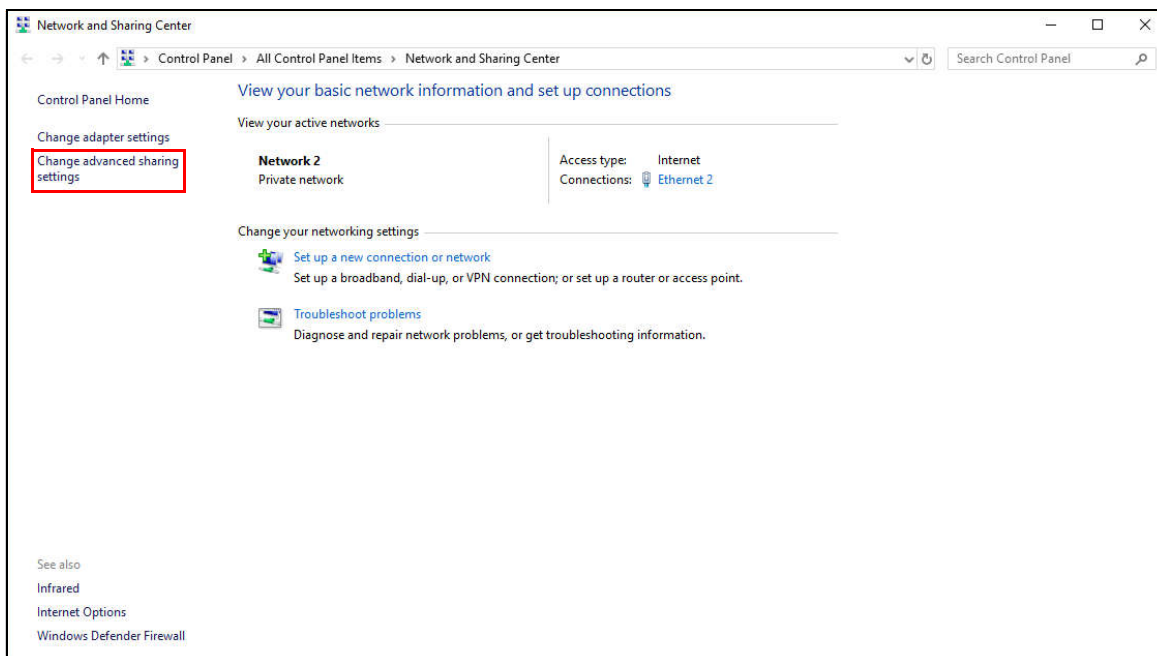 Network and Sharing Center
Control Panel > All Control Panel Items > Network and Sharing Center
Search Control Panel
Control Panel Home
Change adapter settings
Change advanced sharing
settings
View your basic network information and set up connections
View your active networks
Network 2
Private network
Access type: Internet
Connections: Ethernet 2
Change your networking settings
Set up a new connection or network
Set up a broadband, dial-up, or VPN connection; or set up a router or access point.
Troubleshoot problems
Diagnose and repair network problems, or get troubleshooting information.
See also
Infrared
Internet Options
Windows Defender Firewall